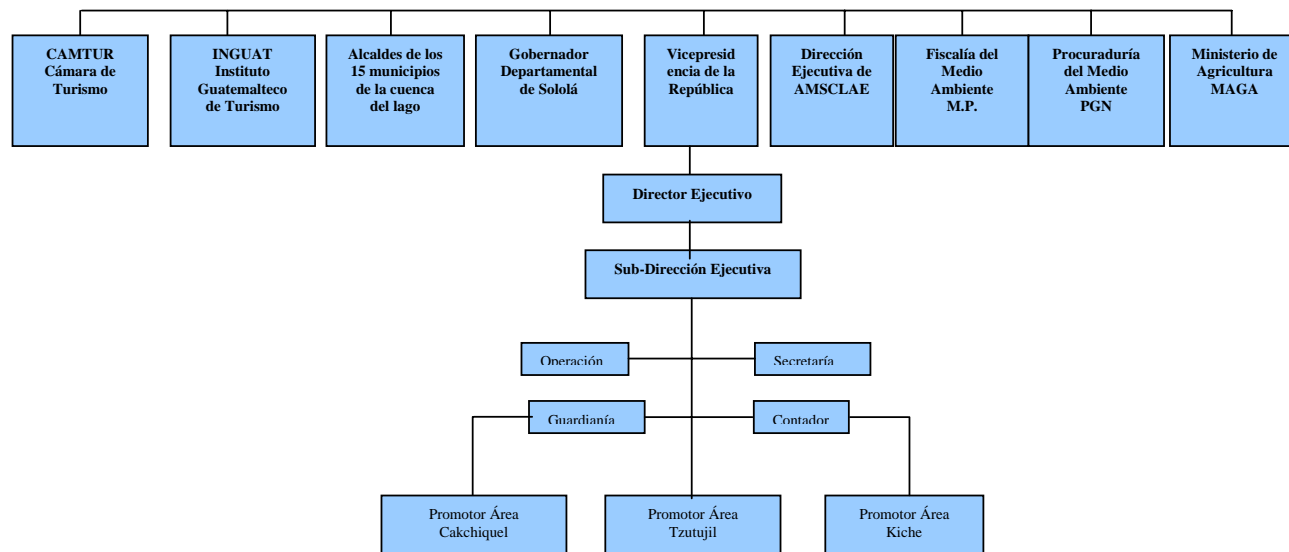 CAMTUR
Cámara de
Turismo
INGUAT
Instituto
Guatemalteco
de Turismo
Alcaldes de los
15 municipios
de la cuenca
del lago
Gobernador
Departamental
de Sololá
Vicepresid
encia de la
República
Dirección
Ejecutiva de
AMSCLAE
Fiscalía del
Medio
Ambiente
M.P.
Procuraduría
del Medio
Ambiente
PGN
Ministerio de
Agricultura
MAGA
Director Ejecutivo
Sub-Dirección Ejecutiva
Operación
Secretaría
Guardianía
Contador
Promotor Área
Cakchiquel
Promotor Área
Tzutujil
Promotor Área
Kiche